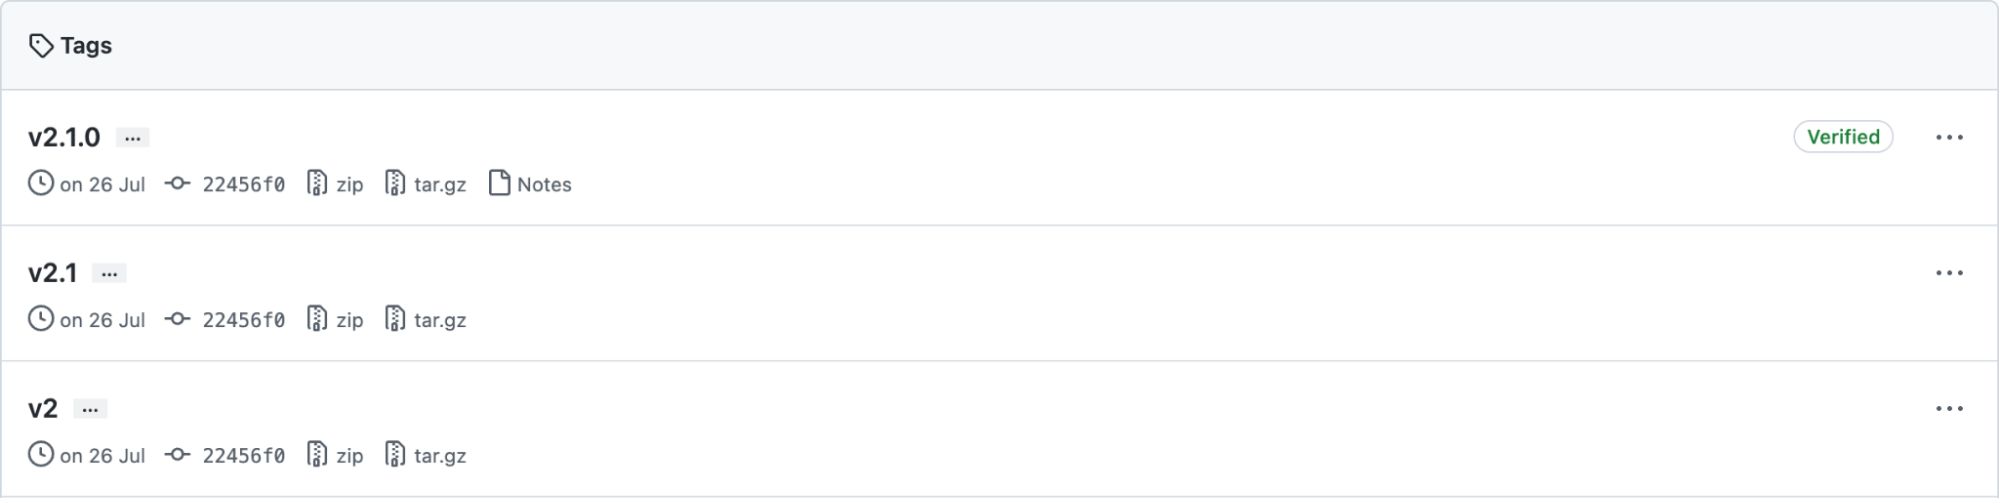 Tags
v2.1.0 ... Verified ...
on 26 Jul 22456f0 zip tar.gz Notes
v2.1 ... ...
on 26 Jul 22456f0 zip tar.gz
v2 ... ...
on 26 Jul 22456f0 zip tar.gz